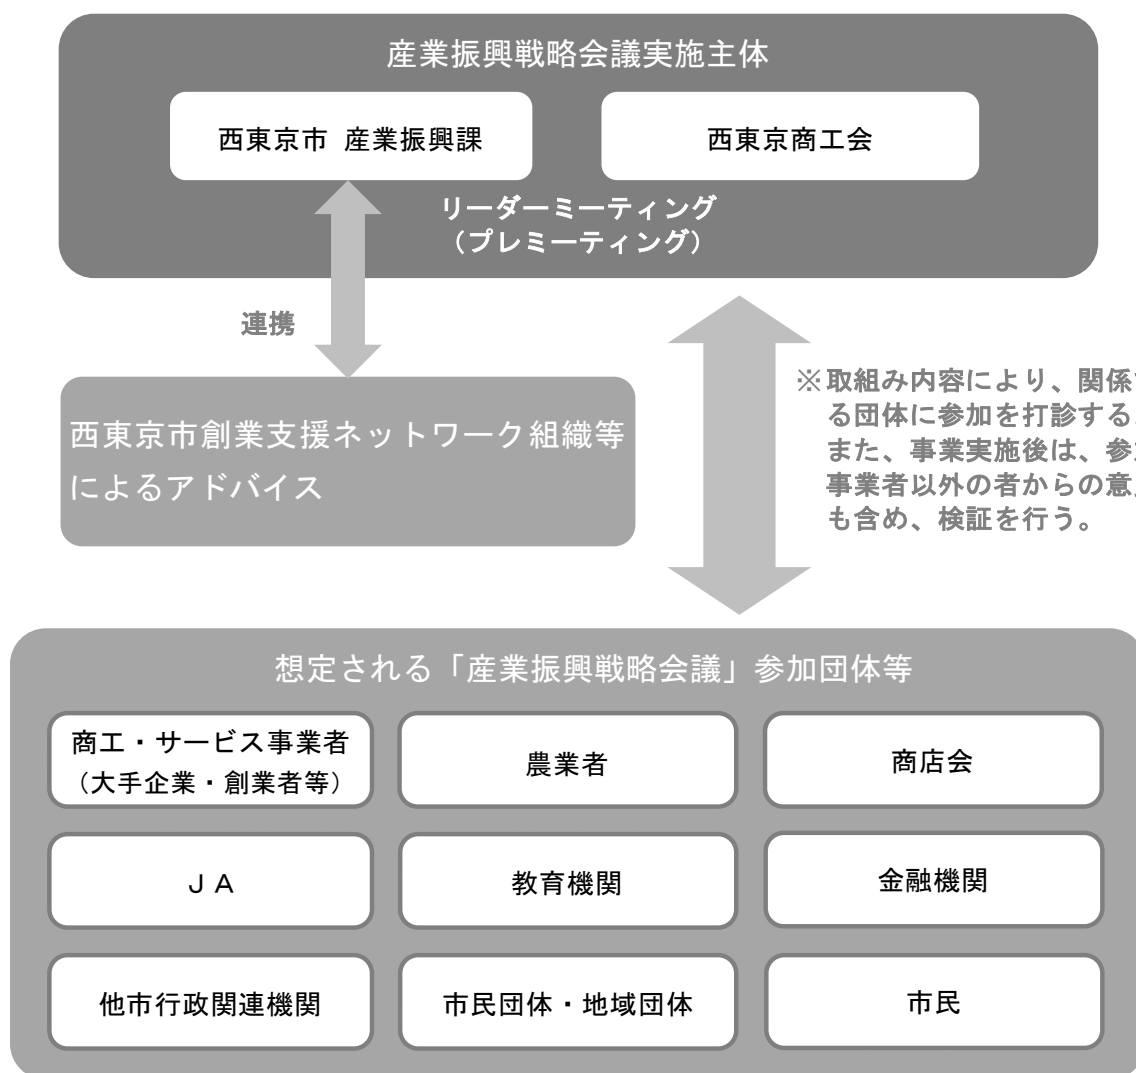 産業振興戦略会議実施主体
西東京市 産業振興課
西東京商工会
リーダーミーティング
（プレミーティング）
連携
西東京市創業支援ネットワーク組織等
によるアドバイス
※取組み内容により、関係
る団体に参加を打診する
また、事業実施後は、参
事業者以外の者からの意
も含め、検証を行う。
想定される「産業振興戦略会議」参加団体等
商工・サービス事業者
（大手企業・創業者等）
農業者
商店会
ＪＡ
教育機関
金融機関
他市行政関連機関
市民団体・地域団体
市民